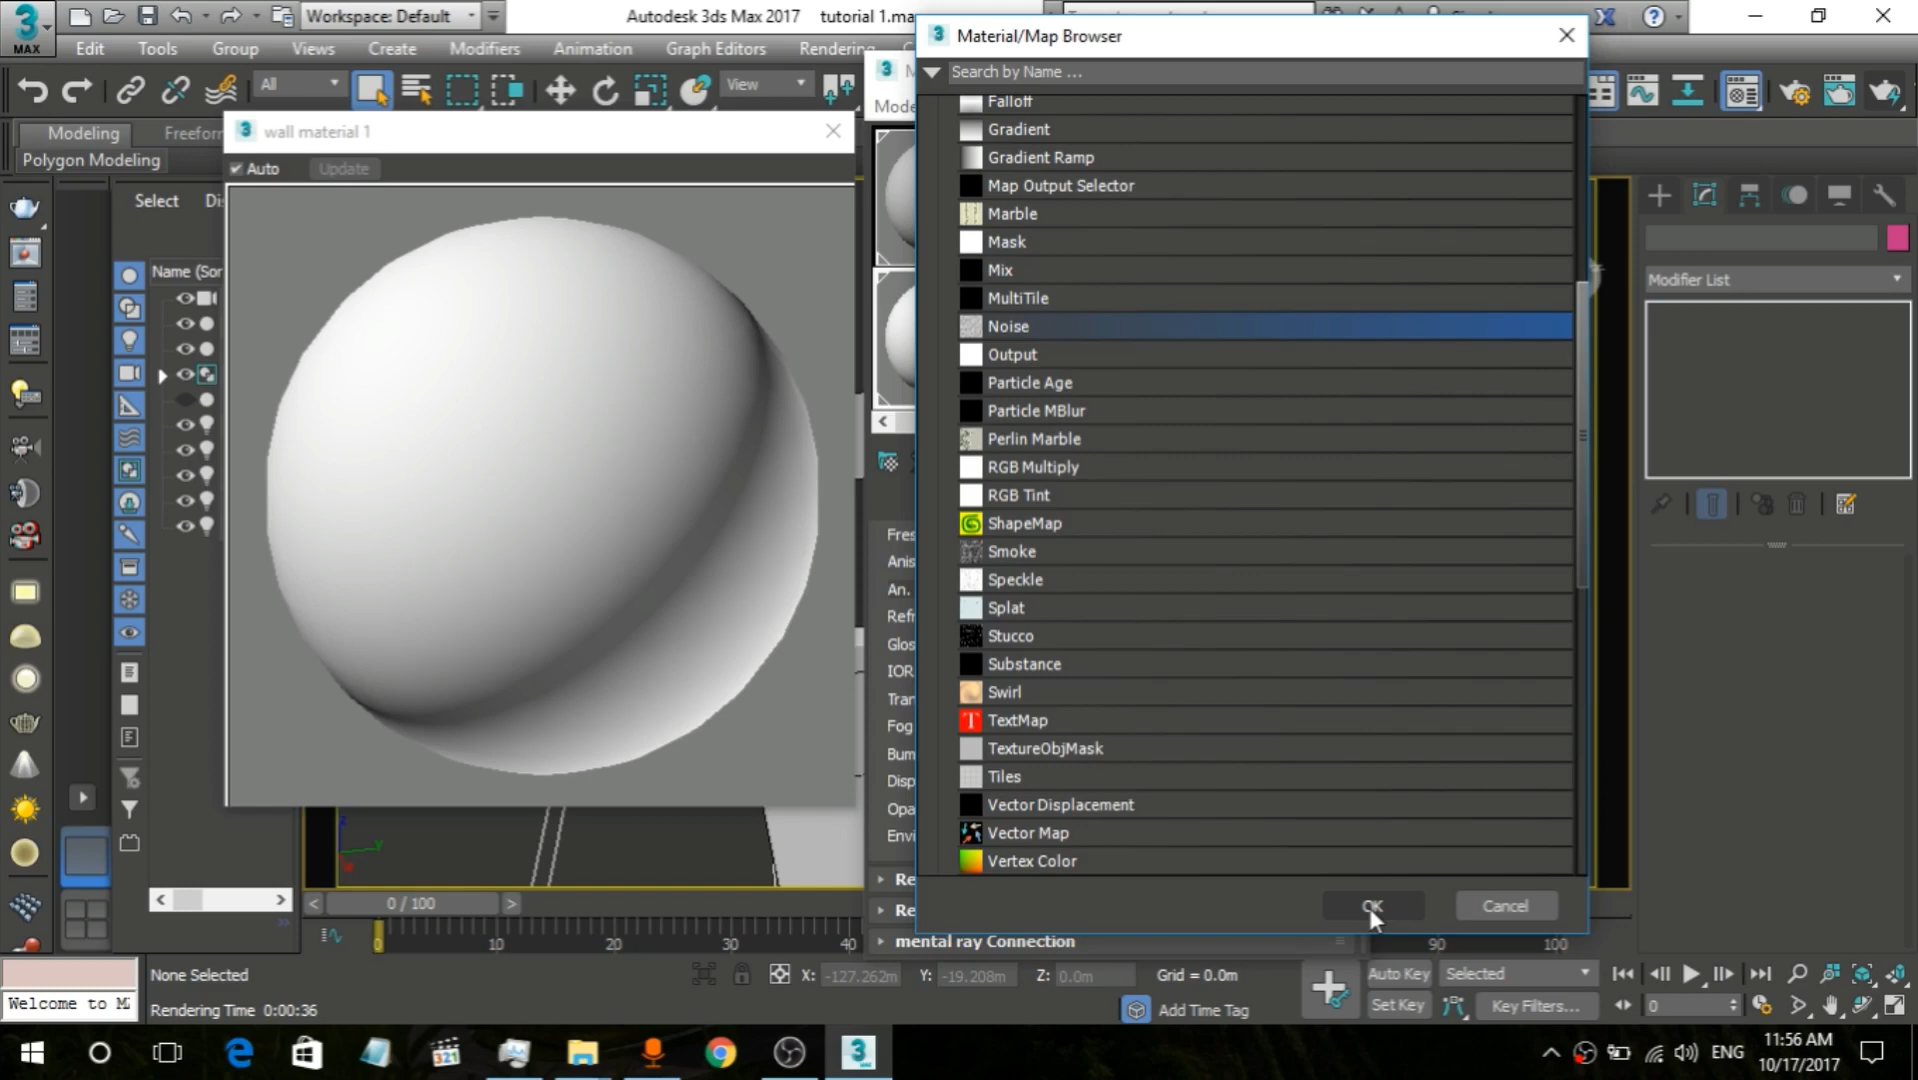 Workspace: Default
Autodesk 3ds Max 2017
tutorial 1.ma
MAX
Edit
Tools
Group
Views
Create
Modifiers
Animation
Graph Editors
Rendering
All
View
Modeling
Freeforn
Polygon Modeling
wall material 1
Auto
Update
Select
Name (Sor
Material/Map Browser
Search by Name ...
Mode
Falloff
Gradient
Gradient Ramp
Map Output Selector
Marble
Mask
Mix
MultiTile
Noise
Output
Particle Age
Particle MBlur
Perlin Marble
RGB Multiply
RGB Tint
ShapeMap
Smoke
Speckle
Splat
Stucco
Substance
Swirl
TextMap
TextureObjMask
Tiles
Vector Displacement
Vector Map
Vertex Color
OK
Cancel
Fres
Anis
An.
Refr
Glos
IOR
Tran
Fog
Bum
Disp
Opa
Envi
Re
Re
mental ray Connection
Modifier List
0 / 100
0
10
20
30
40
90
100
None Selected
X: -127.262m
Y: -19.208m
Z: 0.0m
Grid = 0.0m
Auto Key
Selected
Welcome to M
Rendering Time 0:00:36
Add Time Tag
Set Key
Key Filters...
0
ENG
11:56 AM
10/17/2017